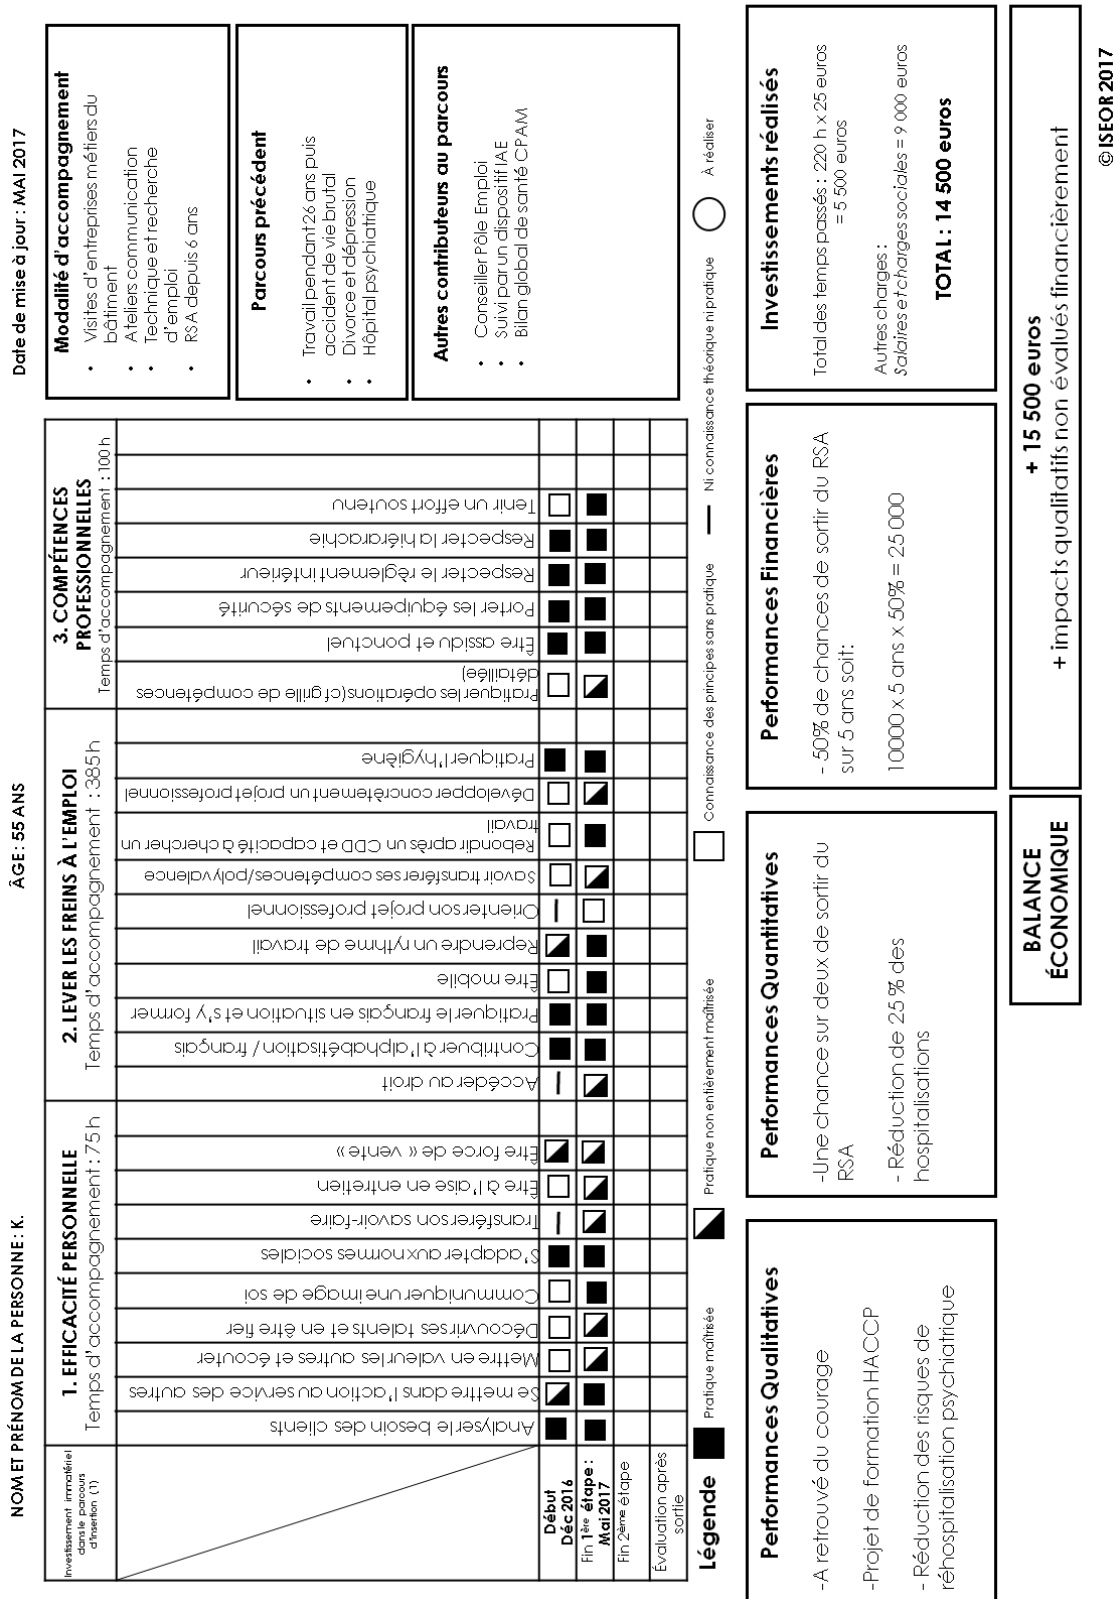 NOM ET PRÉNOM DE LA PERSONNE : K.
ÂGE : 55 ANS
Date de mise à jour : MAI 2017
Investissement immatériel
dans le parcours
d'insertion (1)
1. EFFICACITÉ PERSONNELLE
Temps d'accompagnement : 75 h
2. LEVER LES FREINS À L'EMPLOI
Temps d'accompagnement : 385 h
3. COMPÉTENCES
PROFESSIONNELLES
Temps d'accompagnement : 100 h
Analyser le besoin des clients
Se mettre dans l'action au service des autres
Mettre en valeur les autres et écouter
Découvrir ses talents et en être fier
Communiquer une image de soi
S'adapter aux normes sociales
Transférer son savoir-faire
Être à l'aise en entretien
Être force de « vente »
Accéder au droit
Contribuer à l'alphabétisation / français
Pratiquer le français en situation et s'y former
Être mobile
Reprendre un rythme de travail
Orienter son projet professionnel
Savoir transférer ses compétences/polyvalence
Rebondir après un CDD et capacité à chercher un
travail
Développer concrètement un projet professionnel
Pratiquer l'hygiène
Pratiquer les opérations (cf grille de compétences
détaillée)
Être assidu et ponctuel
Porter les équipements de sécurité
Respecter le règlement intérieur
Respecter la hiérarchie
Tenir un effort soutenu
Début
Déc 2016
Fin 1ère étape :
Mai 2017
Fin 2ème étape
Évaluation après
sortie
Modalité d'accompagnement
• Visites d'entreprises métiers du
bâtiment
• Ateliers communication
• Technique et recherche
d'emploi
• RSA depuis 6 ans
Parcours précédent
• Travail pendant 26 ans puis
accident de vie brutal
• Divorce et dépression
• Hôpital psychiatrique
Autres contributeurs au parcours
• Conseiller Pôle Emploi
• Suivi par un dispositif IAE
• Bilan global de santé CPAM
Légende
Pratique maîtrisée
Pratique non entièrement maîtrisée
Connaissance des principes sans pratique
Ni connaissance théorique ni pratique
À réaliser
Performances Qualitatives
-A retrouvé du courage
-Projet de formation HACCP
- Réduction des risques de
réhospitalisation psychiatrique
Performances Quantitatives
-Une chance sur deux de sortir du
RSA
- Réduction de 25 % des
hospitalisations
Performances Financières
- 50% de chances de sortir du RSA
sur 5 ans soit :
10000 x 5 ans x 50% = 25 000
Investissements réalisés
Total des temps passés : 220 h x 25 euros
= 5 500 euros
Autres charges :
Salaires et charges sociales = 9 000 euros
TOTAL : 14 500 euros
BALANCE
ÉCONOMIQUE
+ 15 500 euros
+ impacts qualitatifs non évalués financièrement
© ISEOR 2017